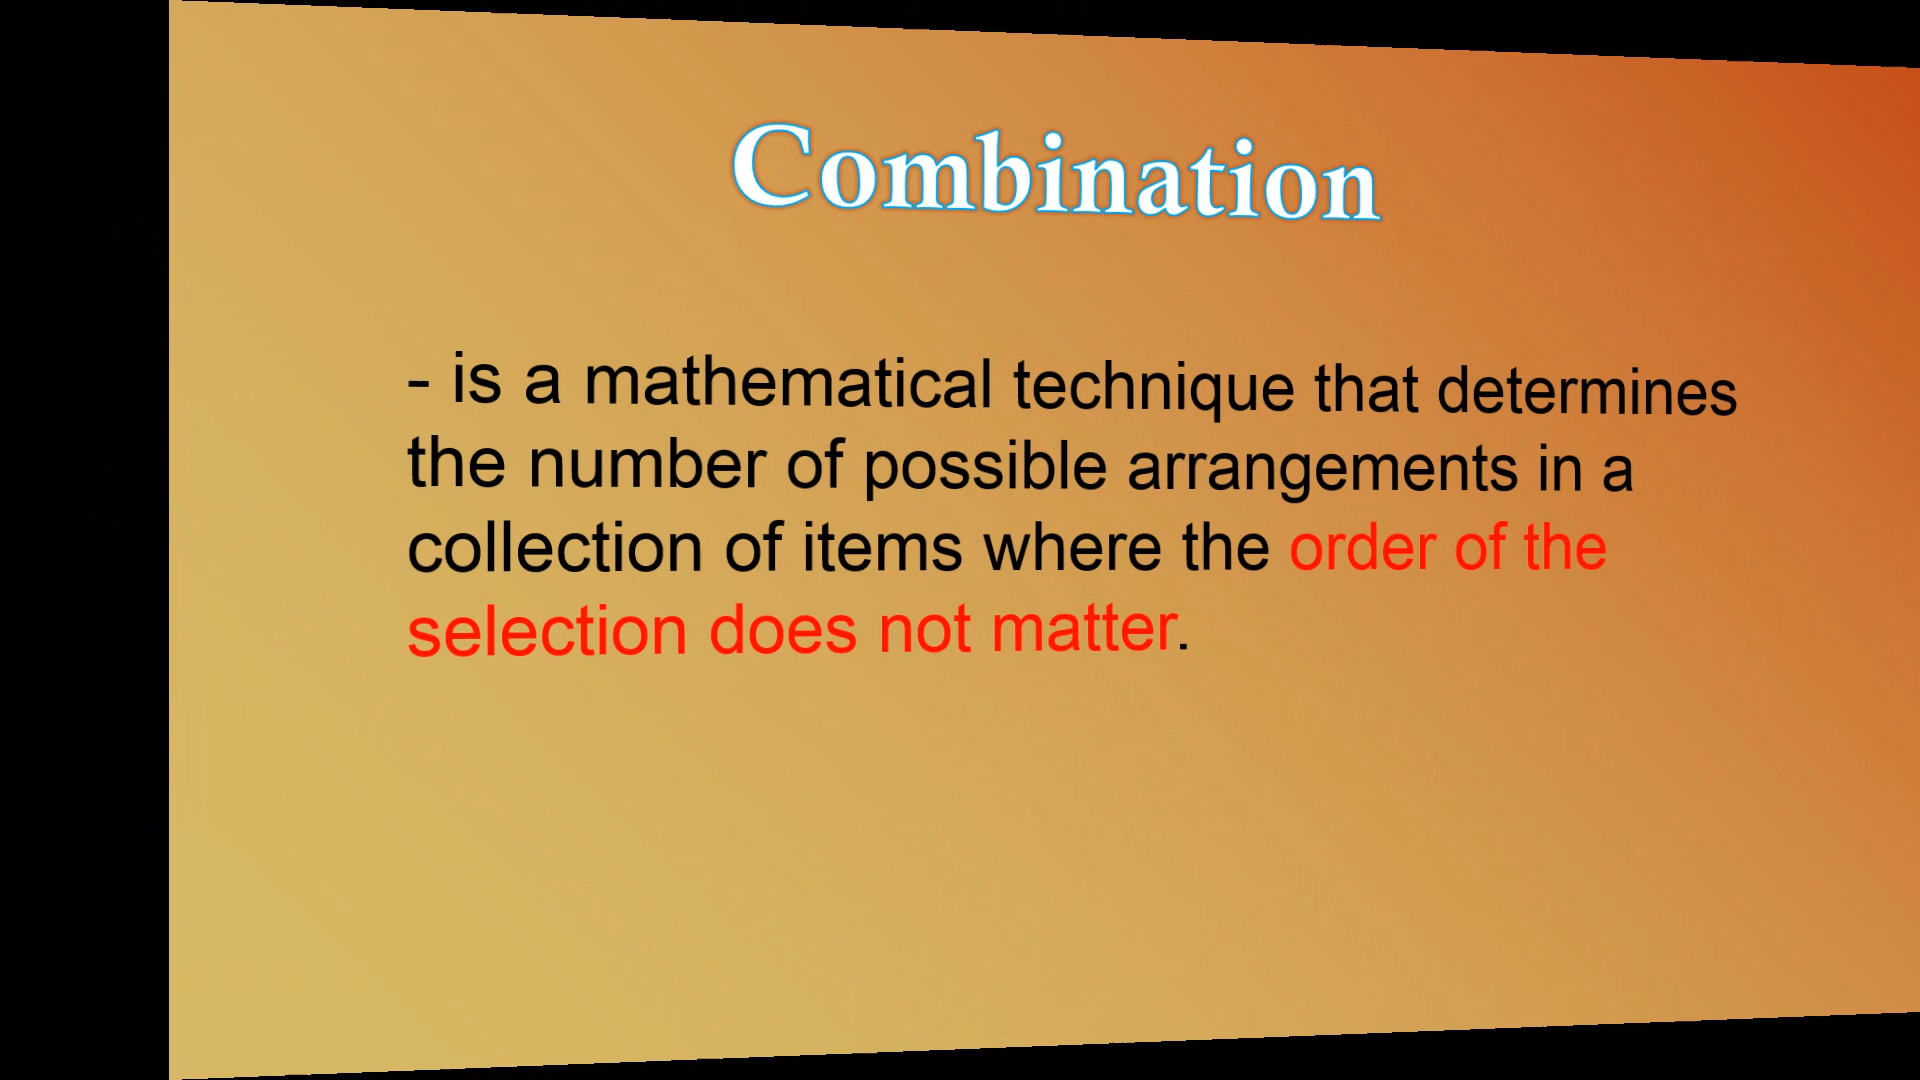 Combination
- is a mathematical technique that determines
the number of possible arrangements in a
collection of items where the order of the
selection does not matter.